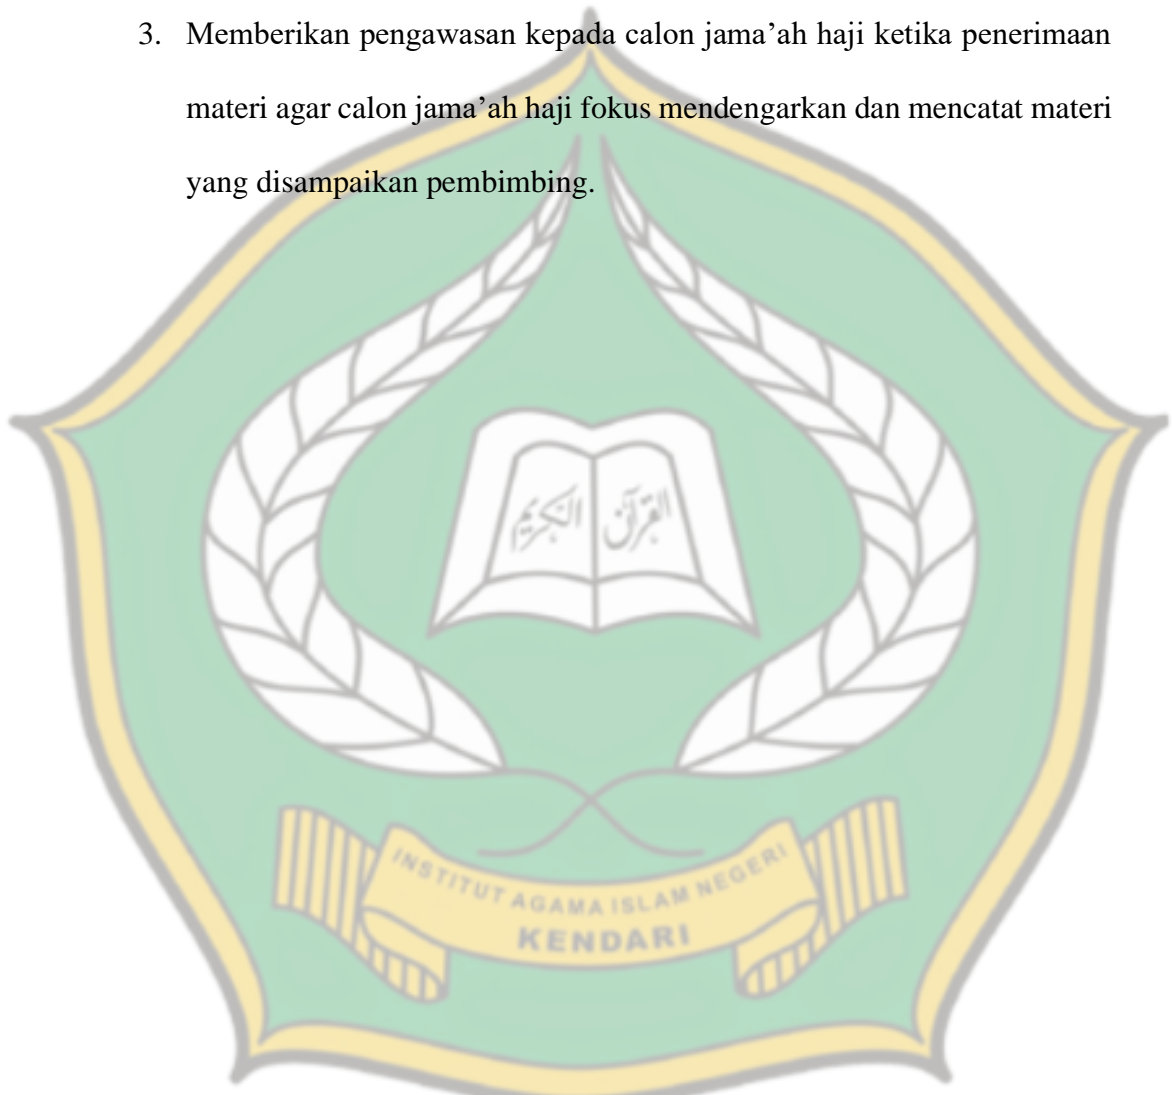 3. Memberikan pengawasan kepada calon jama’ah haji ketika penerimaan
materi agar calon jama’ah haji fokus mendengarkan dan mencatat materi
yang disampaikan pembimbing.
القرآن الكريم
INSTITUT AGAMA ISLAM NEGERI
KENDARI